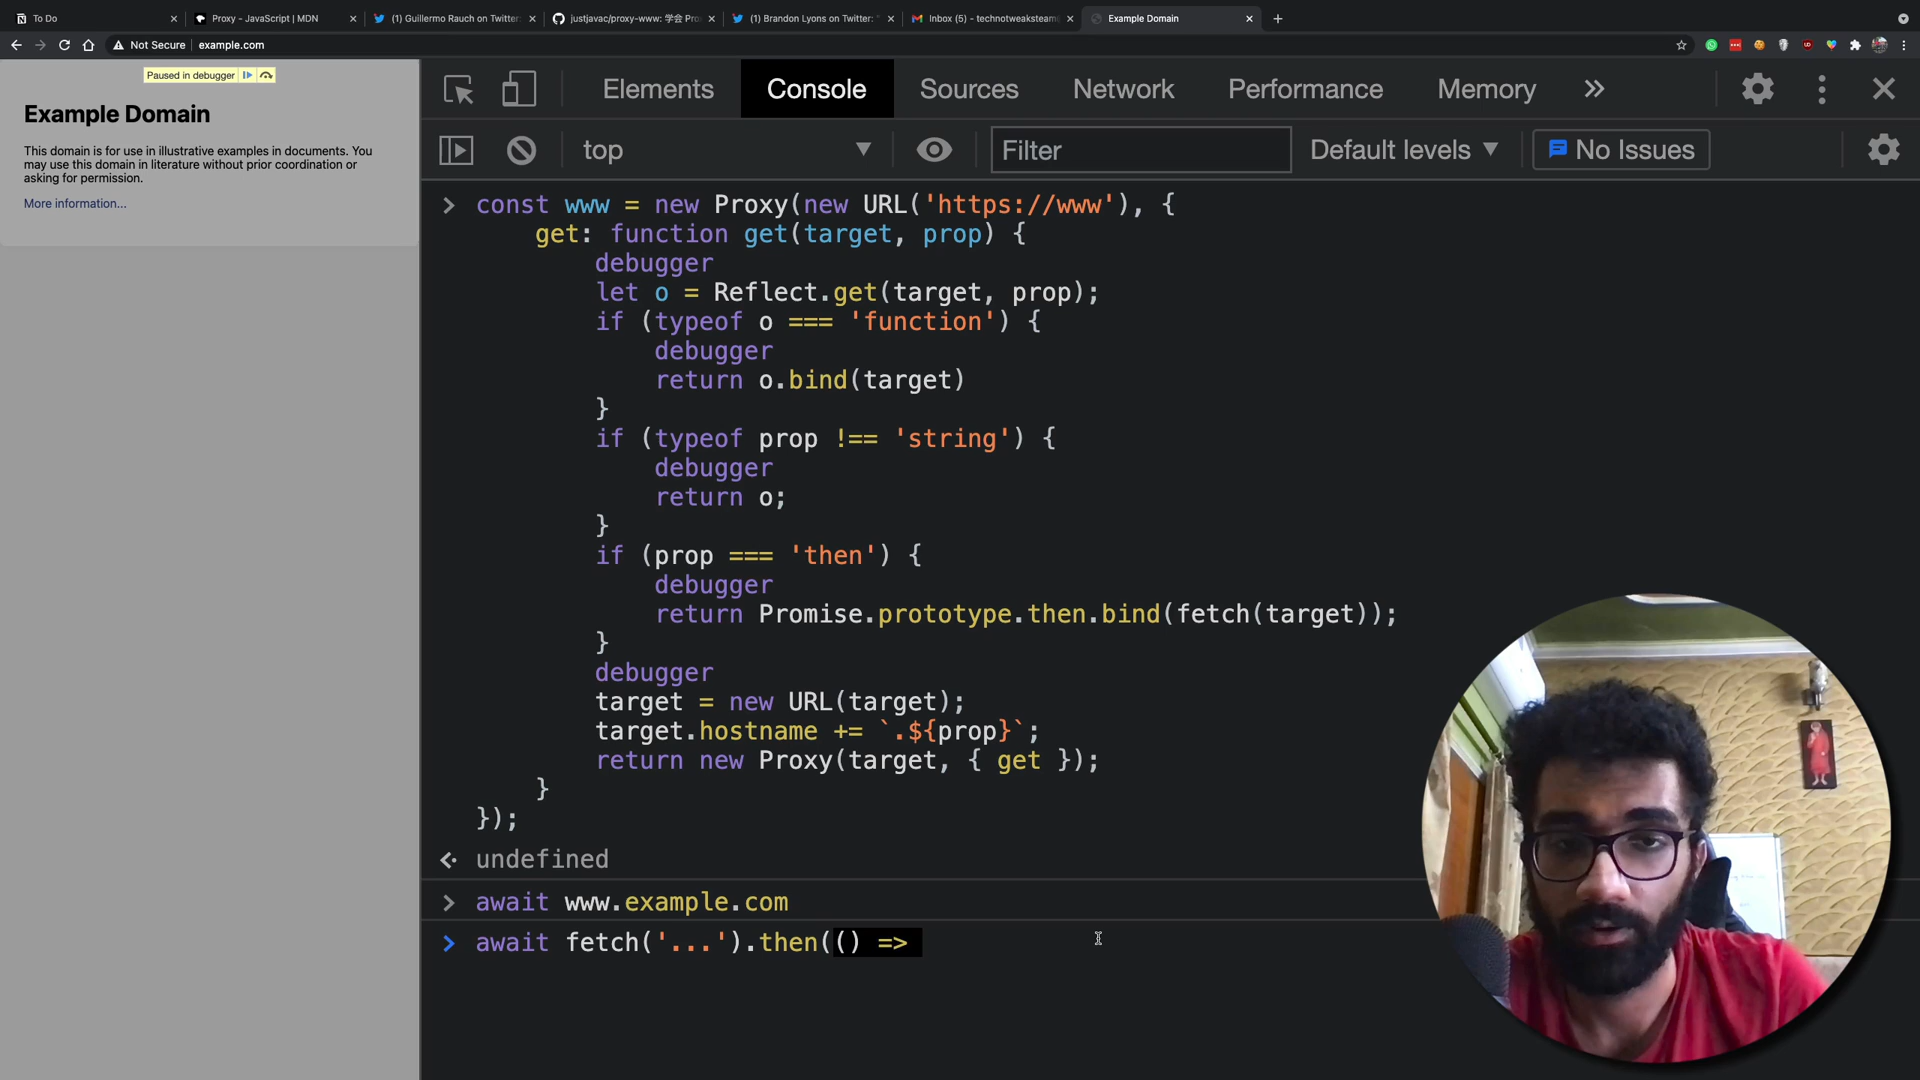 To Do
Proxy - JavaScript | MDN
(1) Guillermo Rauch on Twitter:
justjavac/proxy-www: 学会 Pro
(1) Brandon Lyons on Twitter: "
Inbox (5) - technotweaksteam
Example Domain
Not Secure
example.com
Paused in debugger
Example Domain
This domain is for use in illustrative examples in documents. You
may use this domain in literature without prior coordination or
asking for permission.
More information...
Elements
Console
Sources
Network
Performance
Memory
top
Filter
Default levels
No Issues
const www = new Proxy(new URL('https://www'), {
get: function get(target, prop) {
debugger
let o = Reflect.get(target, prop);
if (typeof o === 'function') {
debugger
return o.bind(target)
}
if (typeof prop !== 'string') {
debugger
return o;
}
if (prop === 'then') {
debugger
return Promise.prototype.then.bind(fetch(target));
}
debugger
target = new URL(target);
target.hostname += `.${prop}`;
return new Proxy(target, { get });
}
});
undefined
await www.example.com
await fetch('...').then(() =>